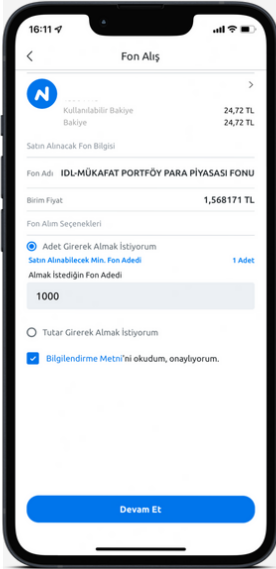 16:11
Fon Alış
N
Kullanılabilir Bakiye 24,72 TL
Bakiye 24,72 TL
Satın Alınacak Fon Bilgisi
Fon Adı IDL-MÜKAFAT PORTFÖY PARA PİYASASI FONU
Birim Fiyat 1,568171 TL
Fon Alım Seçenekleri
Adet Girerek Almak İstiyorum
Satın Alınabilecek Min. Fon Adedi 1 Adet
Almak İstediğin Fon Adedi
1000
Tutar Girerek Almak İstiyorum
Bilgilendirme Metni'ni okudum, onaylıyorum.
Devam Et